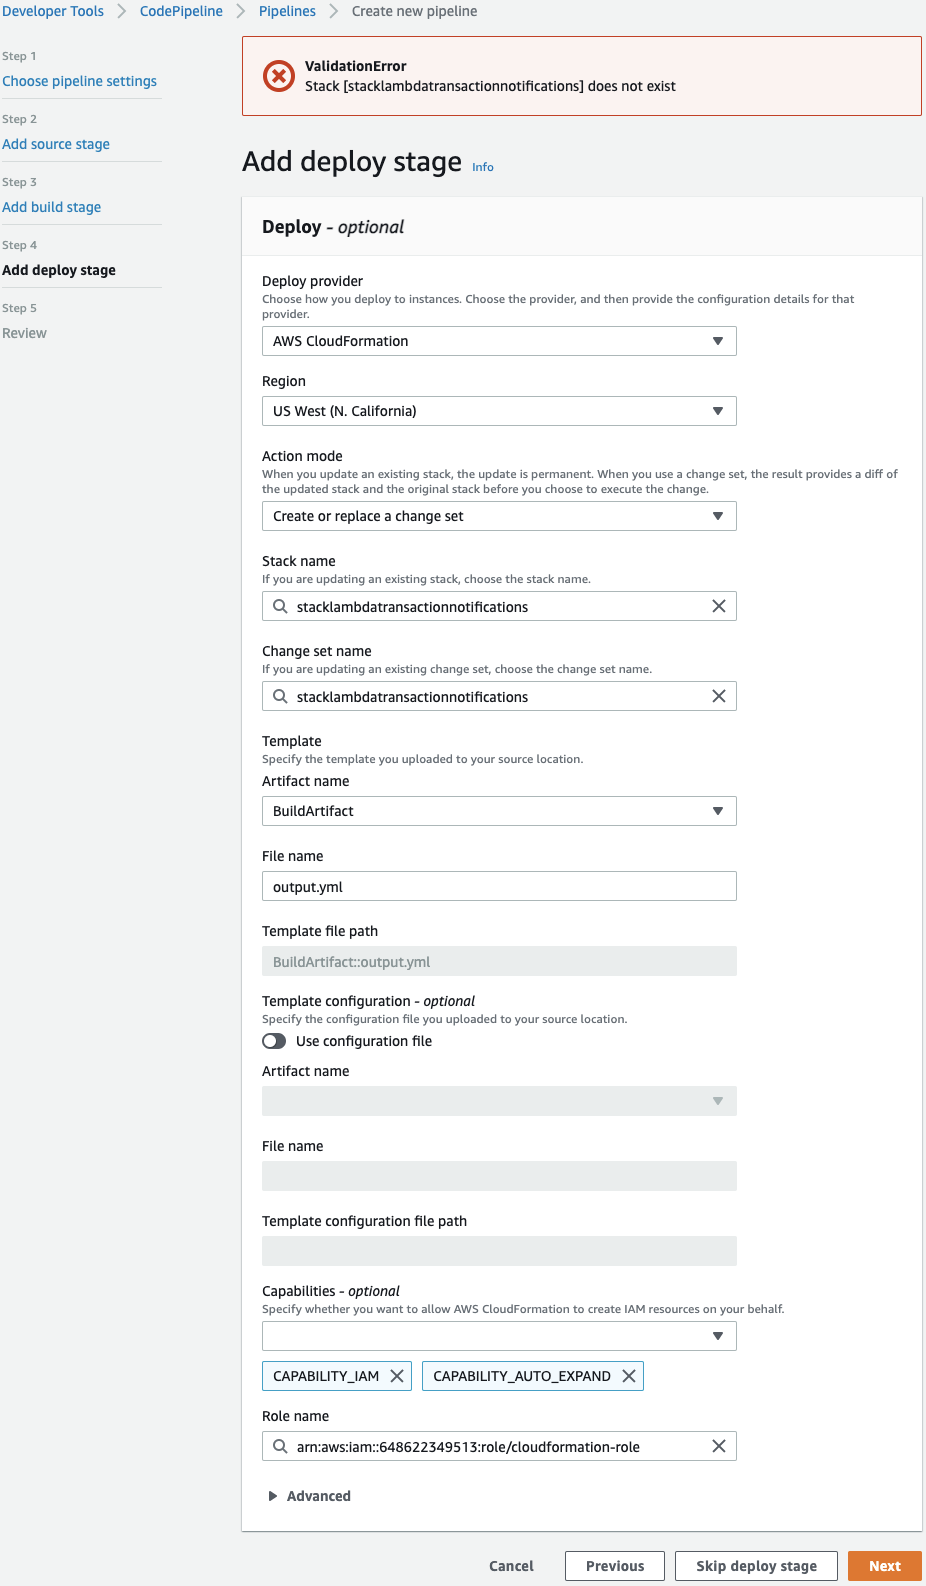 Developer Tools
CodePipeline
Pipelines
Create new pipeline
Step 1
Choose pipeline settings
Step 2
Add source stage
Step 3
Add build stage
Step 4
Add deploy stage
Step 5
Review
ValidationError
Stack [stacklambdatransactionnotifications] does not exist
Add deploy stage Info
Deploy - optional
Deploy provider
Choose how you deploy to instances. Choose the provider, and then provide the configuration details for that
provider.
AWS CloudFormation
Region
US West (N. California)
Action mode
When you update an existing stack, the update is permanent. When you use a change set, the result provides a diff of
the updated stack and the original stack before you choose to execute the change.
Create or replace a change set
Stack name
If you are updating an existing stack, choose the stack name.
stacklambdatransactionnotifications
Change set name
If you are updating an existing change set, choose the change set name.
stacklambdatransactionnotifications
Template
Specify the template you uploaded to your source location.
Artifact name
BuildArtifact
File name
output.yml
Template file path
BuildArtifact::output.yml
Template configuration - optional
Specify the configuration file you uploaded to your source location.
Use configuration file
Artifact name
File name
Template configuration file path
Capabilities - optional
Specify whether you want to allow AWS CloudFormation to create IAM resources on your behalf.
CAPABILITY_IAM
CAPABILITY_AUTO_EXPAND
Role name
arn:aws:iam::648622349513:role/cloudformation-role
Advanced
Cancel
Previous
Skip deploy stage
Next